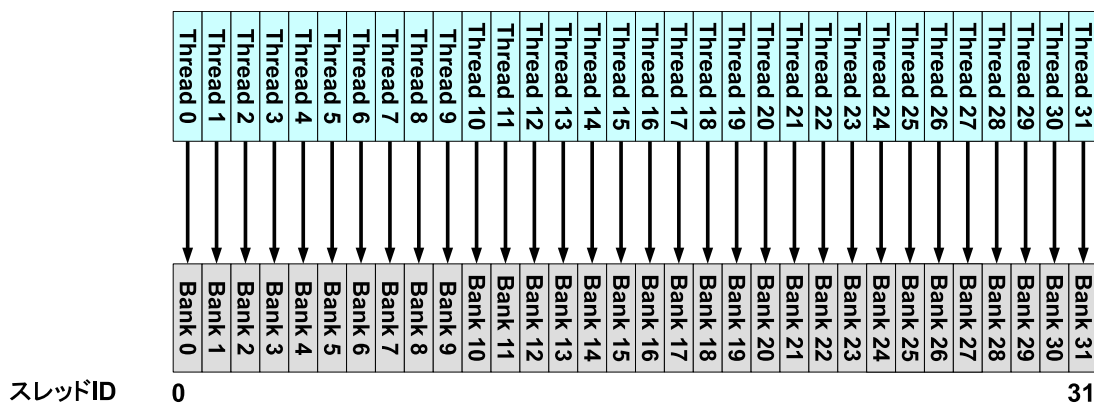 Thread 0
Thread 1
Thread 2
Thread 3
Thread 4
Thread 5
Thread 6
Thread 7
Thread 8
Thread 9
Thread 10
Thread 11
Thread 12
Thread 13
Thread 14
Thread 15
Thread 16
Thread 17
Thread 18
Thread 19
Thread 20
Thread 21
Thread 22
Thread 23
Thread 24
Thread 25
Thread 26
Thread 27
Thread 28
Thread 29
Thread 30
Thread 31
Bank 0
Bank 1
Bank 2
Bank 3
Bank 4
Bank 5
Bank 6
Bank 7
Bank 8
Bank 9
Bank 10
Bank 11
Bank 12
Bank 13
Bank 14
Bank 15
Bank 16
Bank 17
Bank 18
Bank 19
Bank 20
Bank 21
Bank 22
Bank 23
Bank 24
Bank 25
Bank 26
Bank 27
Bank 28
Bank 29
Bank 30
Bank 31
スレッドID 0 31